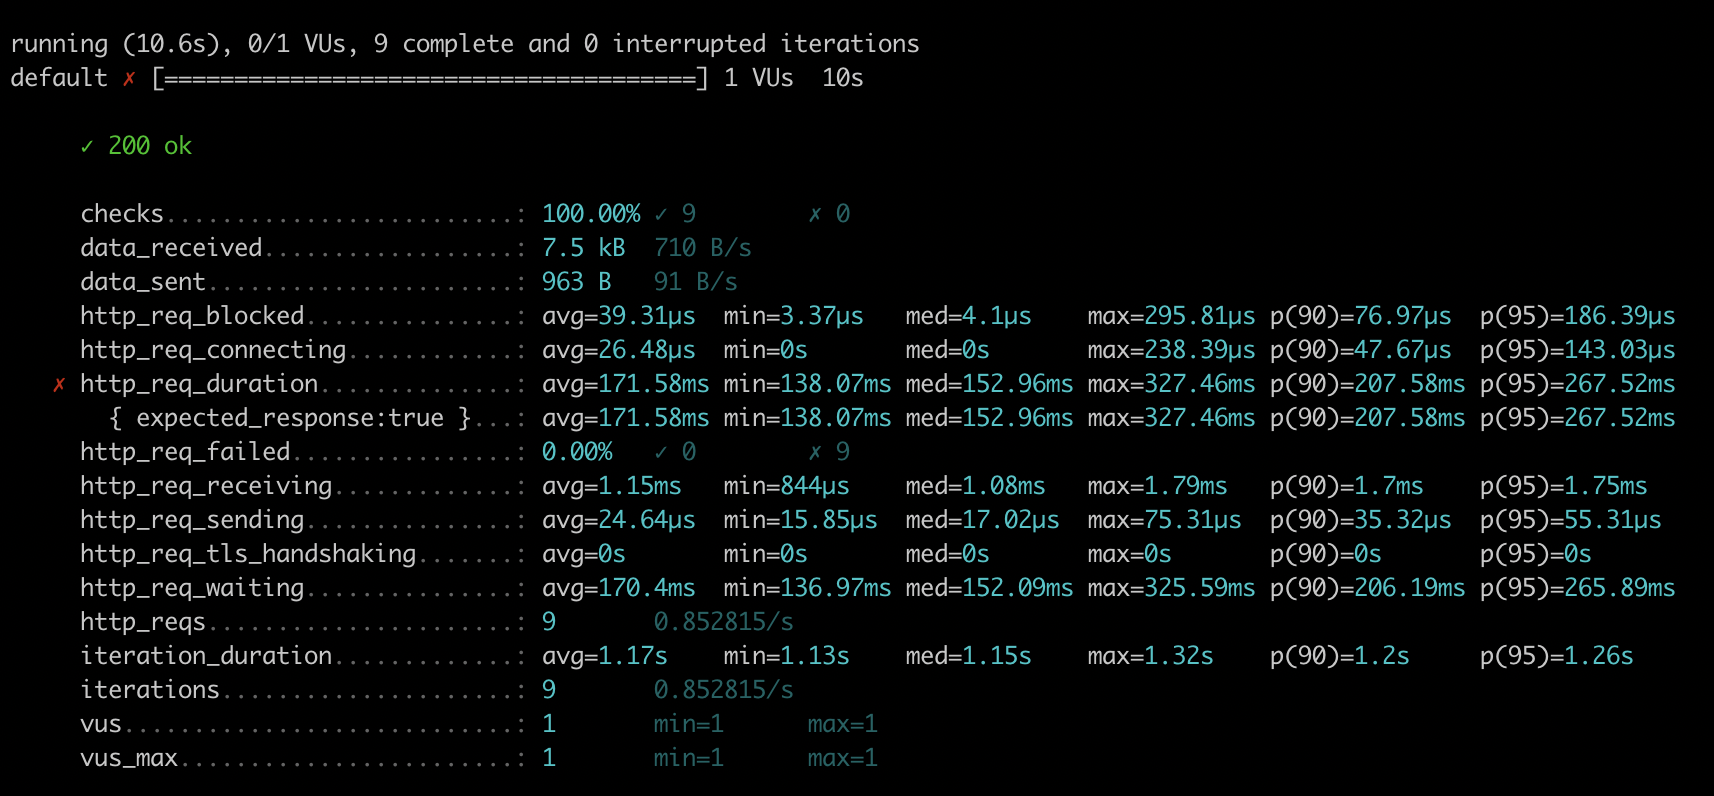 running (10.6s), 0/1 VUs, 9 complete and 0 interrupted iterations
default ✗ [======================================] 1 VUs  10s
✓ 200 ok
checks.........................: 100.00% ✓ 9        ✗ 0
data_received..................: 7.5 kB  710 B/s
data_sent......................: 963 B   91 B/s
http_req_blocked...............: avg=39.31µs  min=3.37µs   med=4.1µs    max=295.81µs p(90)=76.97µs  p(95)=186.39µs
http_req_connecting............: avg=26.48µs  min=0s       med=0s       max=238.39µs p(90)=47.67µs  p(95)=143.03µs
✗ http_req_duration..............: avg=171.58ms min=138.07ms med=152.96ms max=327.46ms p(90)=207.58ms p(95)=267.52ms
{ expected_response:true }...: avg=171.58ms min=138.07ms med=152.96ms max=327.46ms p(90)=207.58ms p(95)=267.52ms
http_req_failed................: 0.00%   ✓ 0        ✗ 9
http_req_receiving.............: avg=1.15ms   min=844µs    med=1.08ms   max=1.79ms   p(90)=1.7ms    p(95)=1.75ms
http_req_sending...............: avg=24.64µs  min=15.85µs  med=17.02µs  max=75.31µs  p(90)=35.32µs  p(95)=55.31µs
http_req_tls_handshaking.......: avg=0s       min=0s       med=0s       max=0s       p(90)=0s       p(95)=0s
http_req_waiting...............: avg=170.4ms  min=136.97ms med=152.09ms max=325.59ms p(90)=206.19ms p(95)=265.89ms
http_reqs......................: 9       0.852815/s
iteration_duration.............: avg=1.17s    min=1.13s    med=1.15s    max=1.32s    p(90)=1.2s     p(95)=1.26s
iterations.....................: 9       0.852815/s
vus............................: 1       min=1      max=1
vus_max........................: 1       min=1      max=1